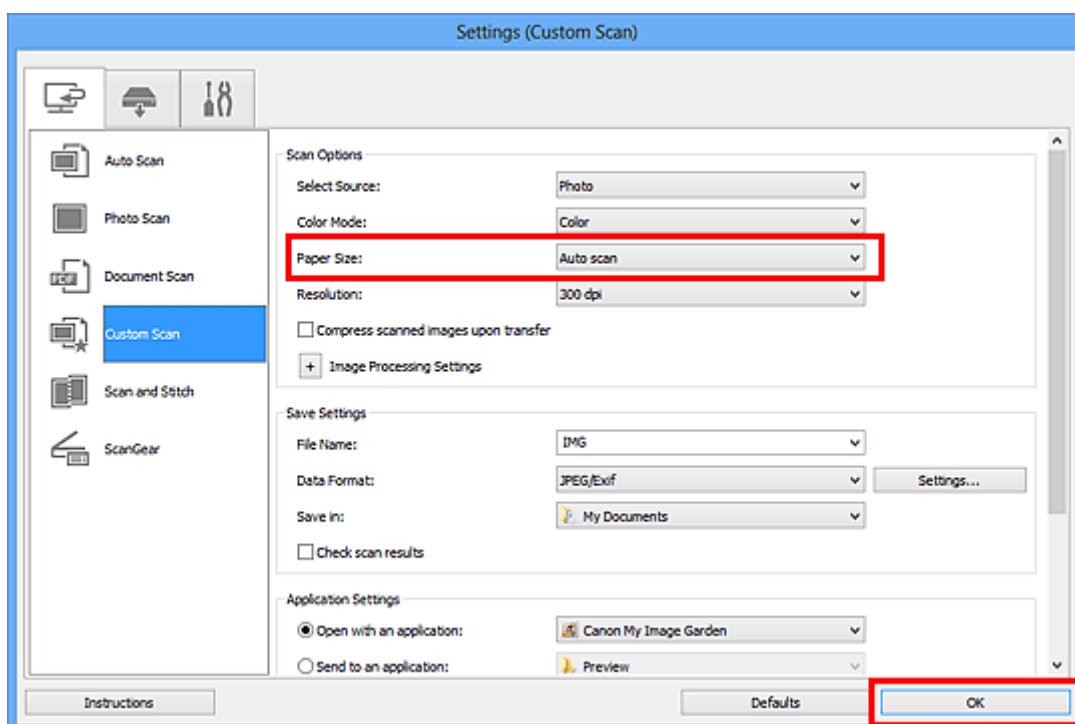 Settings (Custom Scan)
Auto Scan
Photo Scan
Document Scan
Custom Scan
Scan and Stitch
ScanGear
Scan Options
Select Source: Photo
Color Mode: Color
Paper Size: Auto scan
Resolution: 300 dpi
Compress scanned images upon transfer
+ Image Processing Settings
Save Settings
File Name: IMG
Data Format: JPEG/Exif Settings...
Save in: My Documents
Check scan results
Application Settings
Open with an application: Canon My Image Garden
Send to an application: Preview
Instructions Defaults OK